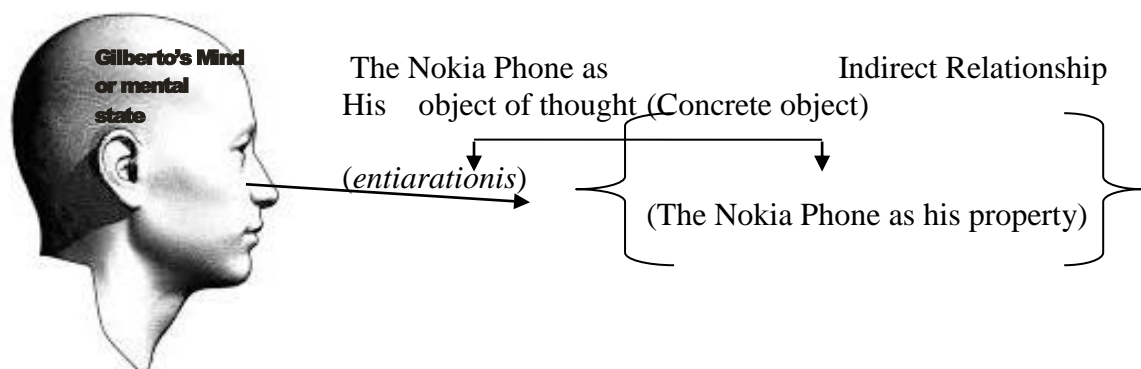 Gilberto's Mind
or mental
state
The Nokia Phone as Indirect Relationship
His object of thought (Concrete object)
(entiarationis)
(The Nokia Phone as his property)